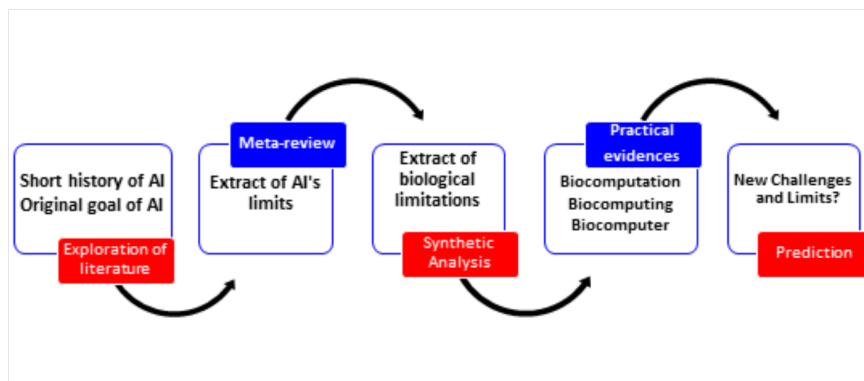 Short history of AI
Original goal of AI
Exploration of
literature
Meta-review
Extract of AI's
limits
Extract of
biological
limitations
Synthetic
Analysis
Practical
evidences
Biocomputation
Biocomputing
Biocomputer
New Challenges
and Limits?
Prediction